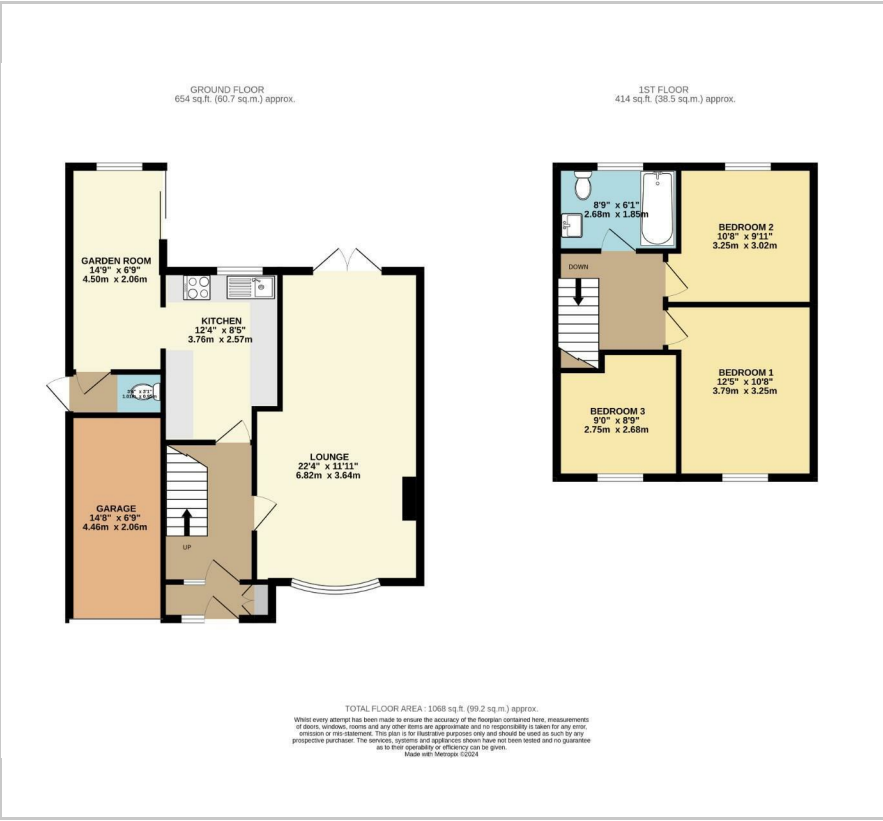 GROUND FLOOR
654 sq.ft. (60.7 sq.m.) approx.
1ST FLOOR
414 sq.ft. (38.5 sq.m.) approx.
GARDEN ROOM
14'9" x 6'9"
4.50m x 2.06m
KITCHEN
12'4" x 8'5"
3.76m x 2.57m
LOUNGE
22'4" x 11'11"
6.82m x 3.64m
GARAGE
14'8" x 6'9"
4.46m x 2.06m
UP
8'9" x 6'1"
2.68m x 1.85m
BEDROOM 2
10'8" x 9'11"
3.25m x 3.02m
DOWN
BEDROOM 1
12'5" x 10'8"
3.79m x 3.25m
BEDROOM 3
9'0" x 8'9"
2.75m x 2.68m
TOTAL FLOOR AREA : 1068 sq.ft. (99.2 sq.m.) approx.
Whilst every attempt has been made to ensure the accuracy of the floorplan contained here, measurements
of doors, windows, rooms and any other items are approximate and no responsibility is taken for any error,
omission or mis-statement. This plan is for illustrative purposes only and should be used as such by any
prospective purchaser. The services, systems and appliances shown have not been tested and no guarantee
as to their operability or efficiency can be given.
Made with Metropix ©2024